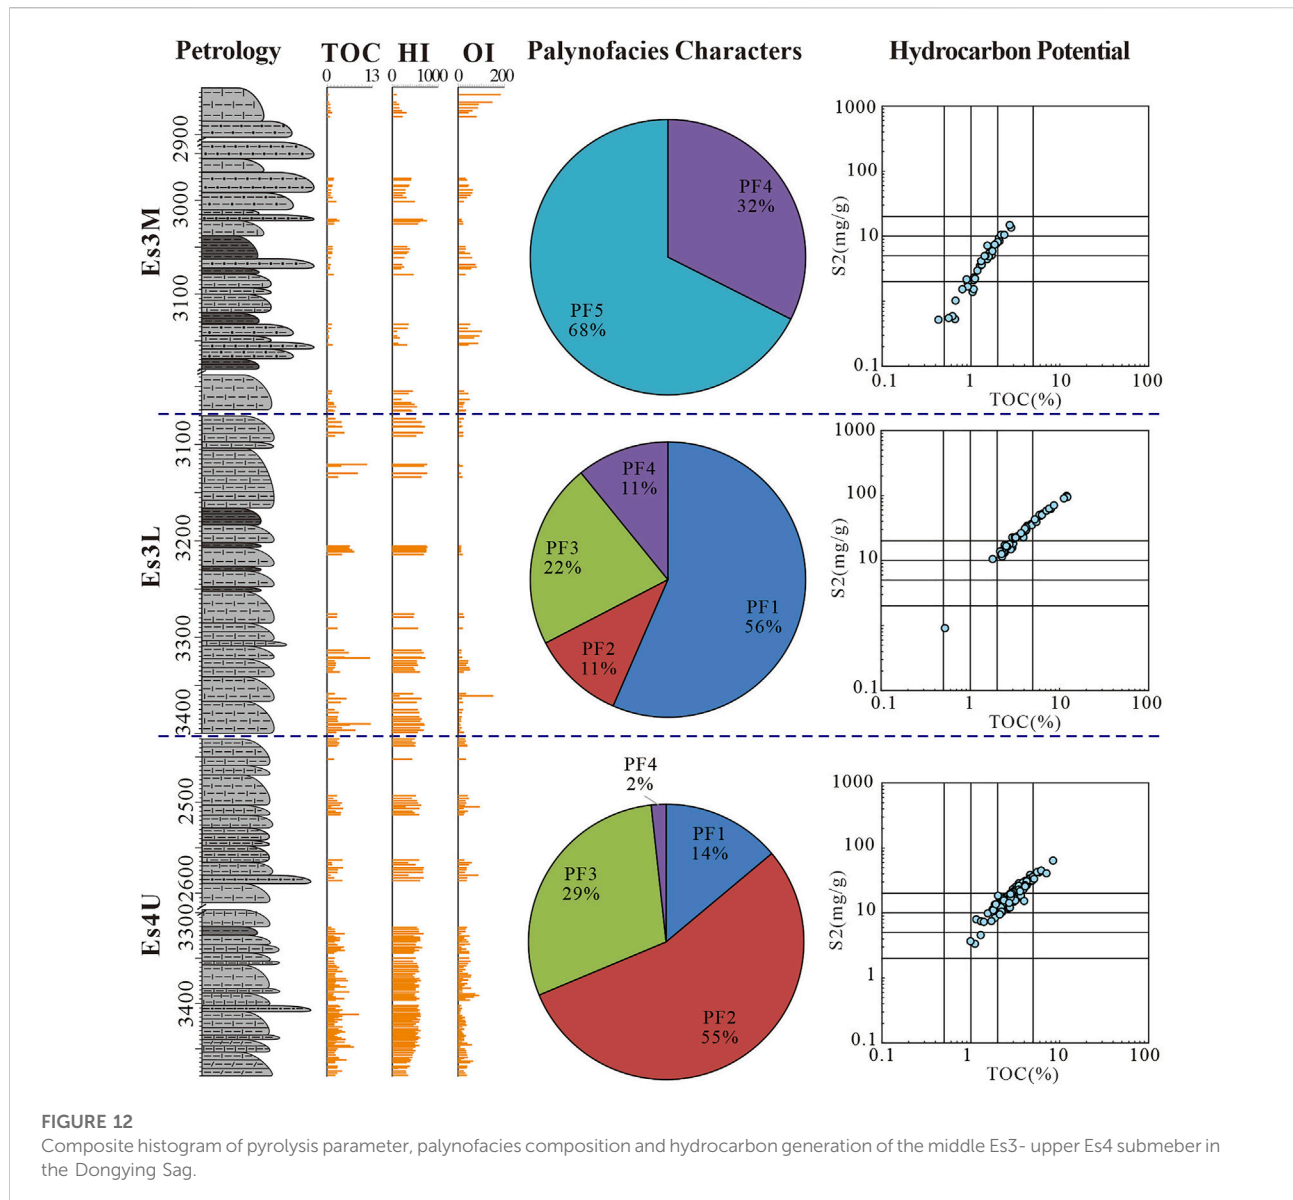 Petrology TOC HI OI Palynofacies Characters Hydrocarbon Potential
0 13 0 1000 0 200
Es3M
2900
3000
3100
PF4
32%
PF5
68%
1000
100
10
0.1
S2(mg/g)
0.1 1 10 100
TOC(%)
Es3L
3100
3200
3300
3400
PF4
11%
PF3
22%
PF2
11%
PF1
56%
1000
100
10
0.1
S2(mg/g)
0.1 1 10 100
TOC(%)
Es4U
2500
2600
3300
3400
PF4
2%
PF1
14%
PF3
29%
PF2
55%
1000
100
10
1
0.1
S2(mg/g)
0.1 1 10 100
TOC(%)
FIGURE 12
Composite histogram of pyrolysis parameter, palynofacies composition and hydrocarbon generation of the middle Es3- upper Es4 submeber in
the Dongying Sag.